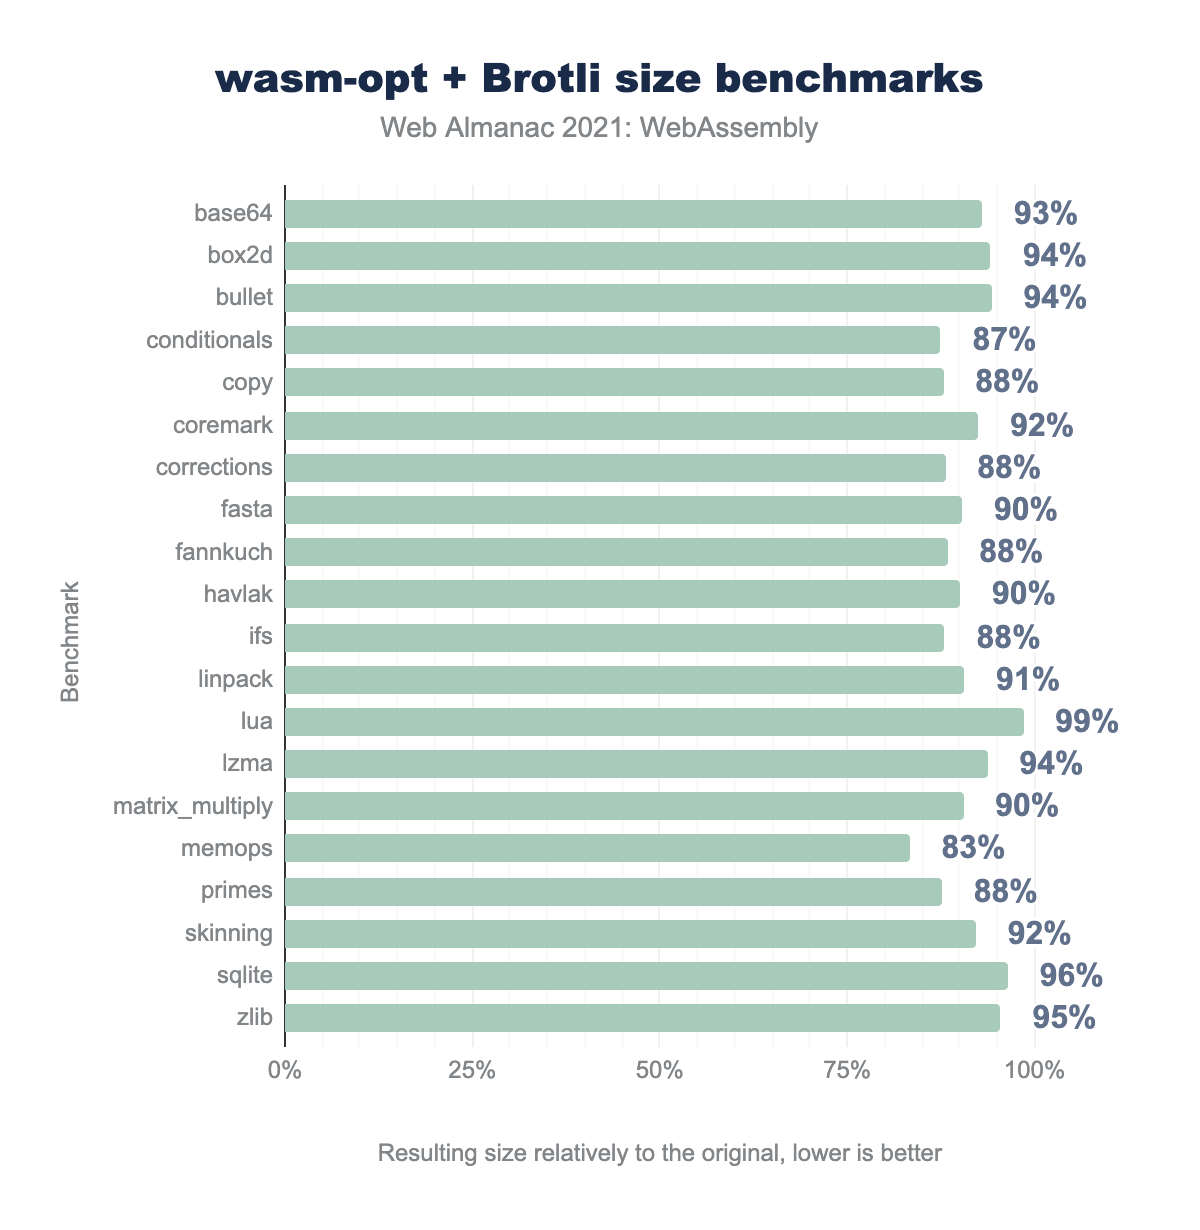 wasm-opt + Brotli size benchmarks
Web Almanac 2021: WebAssembly
Benchmark
base64 93%
box2d 94%
bullet 94%
conditionals 87%
copy 88%
coremark 92%
corrections 88%
fasta 90%
fannkuch 88%
havlak 90%
ifs 88%
linpack 91%
lua 99%
lzma 94%
matrix_multiply 90%
memops 83%
primes 88%
skinning 92%
sqlite 96%
zlib 95%
0% 25% 50% 75% 100%
Resulting size relatively to the original, lower is better